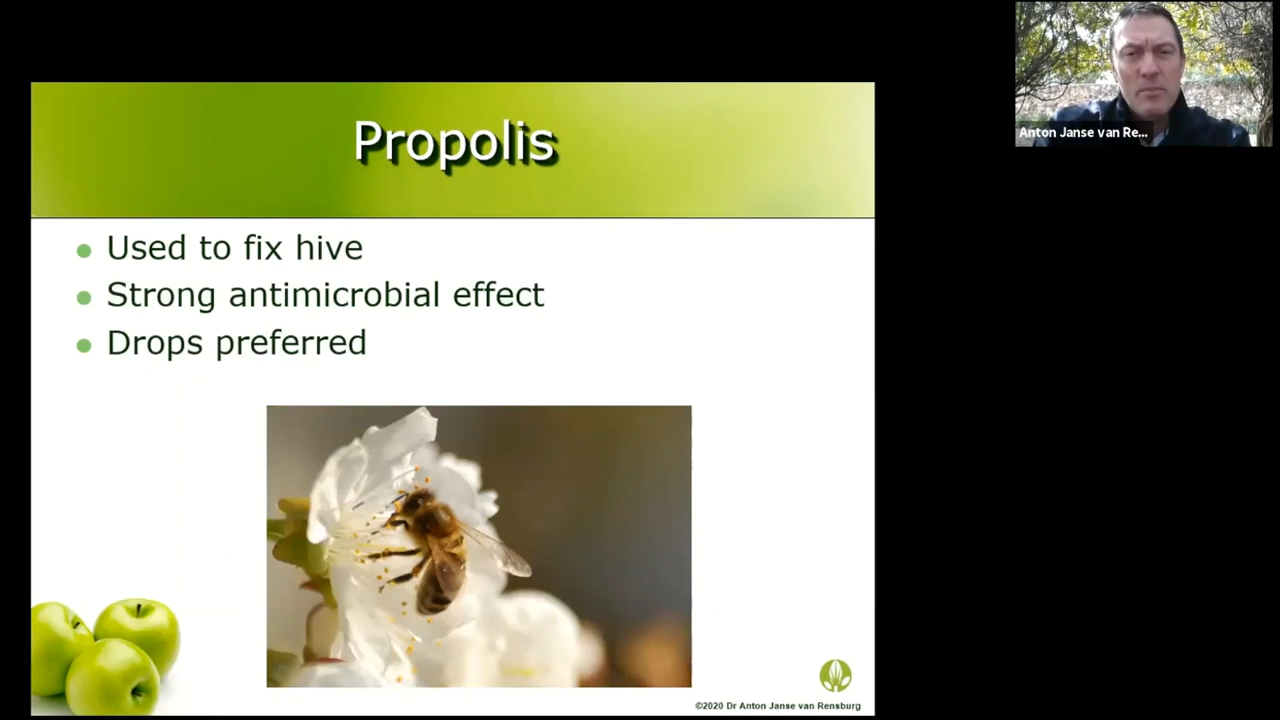 Propolis
Used to fix hive
Strong antimicrobial effect
Drops preferred
©2020 Dr Anton Janse van Rensburg
Anton Janse van Re...